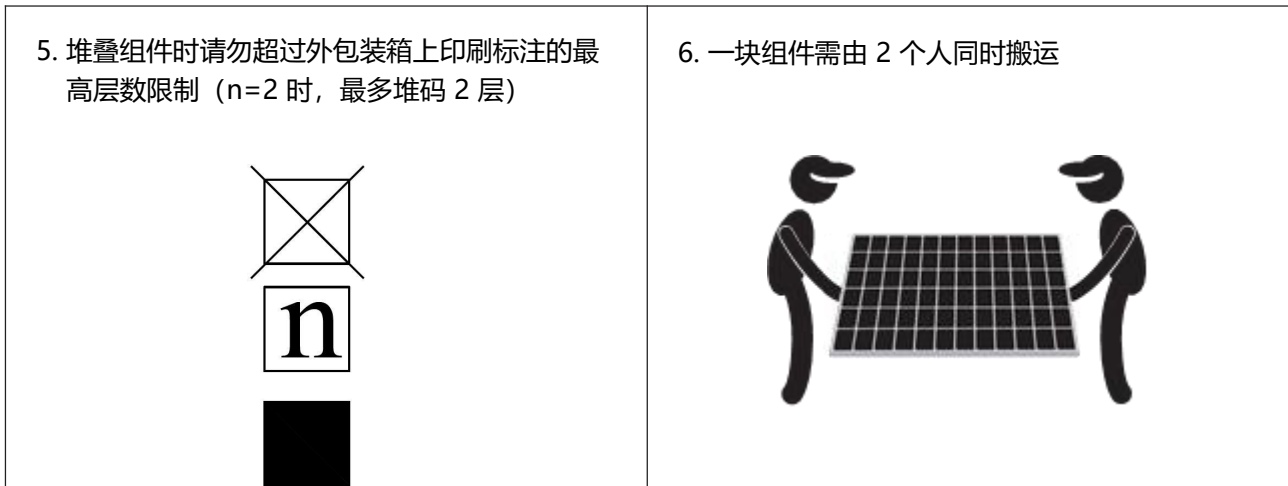 5. 堆叠组件时请勿超过外包装箱上印刷标注的最
高层数限制（n=2 时，最多堆码 2 层）
n
6. 一块组件需由 2 个人同时搬运